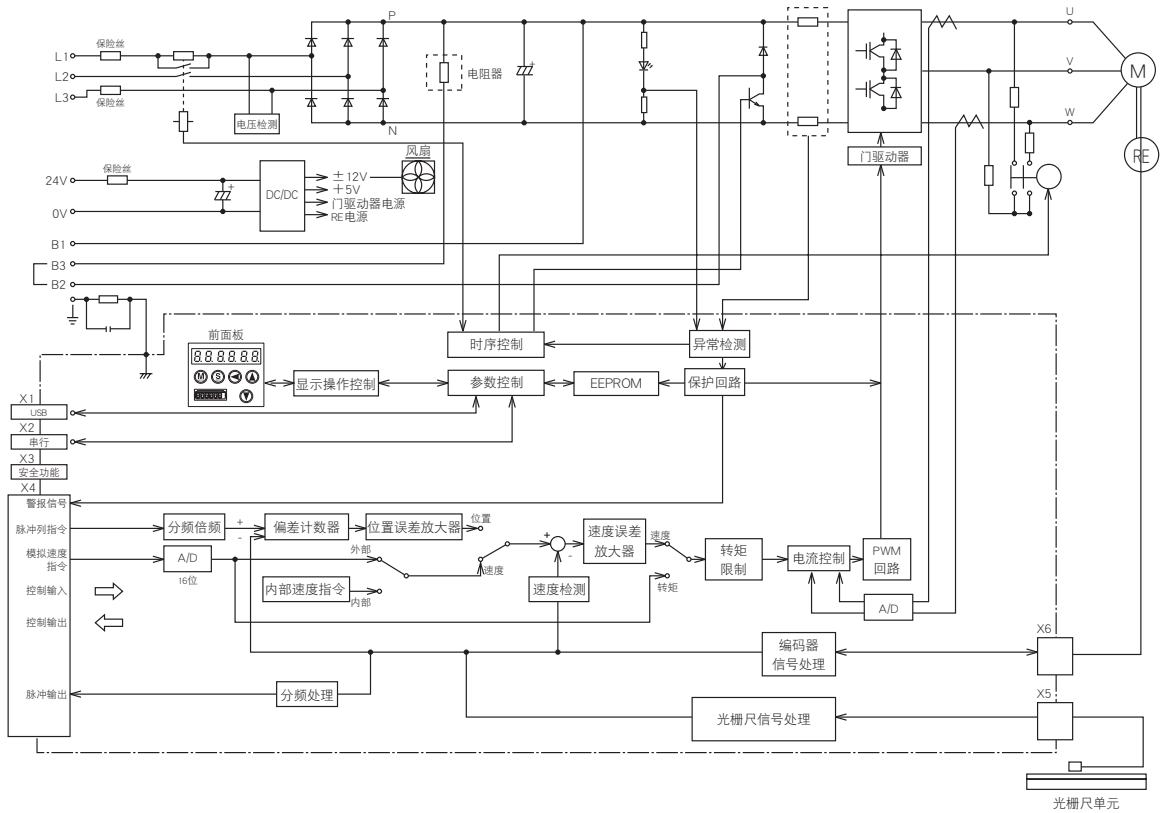 P
U
保险丝
L1
L2
L3
保险丝
电压检测
电阻器
N
V
W
M
RE
门驱动器
风扇
24V
保险丝
0V
DC/DC
±12V
+5V
门驱动器电源
RE电源
B1
B3
B2
前面板
8.8.8.8.8.8.
M S
时序控制
异常检测
显示操作控制
参数控制
EEPROM
保护回路
X1
USB
X2
串行
X3
安全功能
X4
警报信号
脉冲列指令
分频倍频
+
-
偏差计数器
位置误差放大器
位置
模拟速度
指令
A/D
16位
外部
速度
内部速度指令
内部
+
-
速度误差
放大器
速度
速度检测
转矩
转矩
限制
电流控制
PWM
回路
A/D
控制输入
控制输出
编码器
信号处理
X6
脉冲输出
分频处理
光栅尺信号处理
X5
光栅尺单元